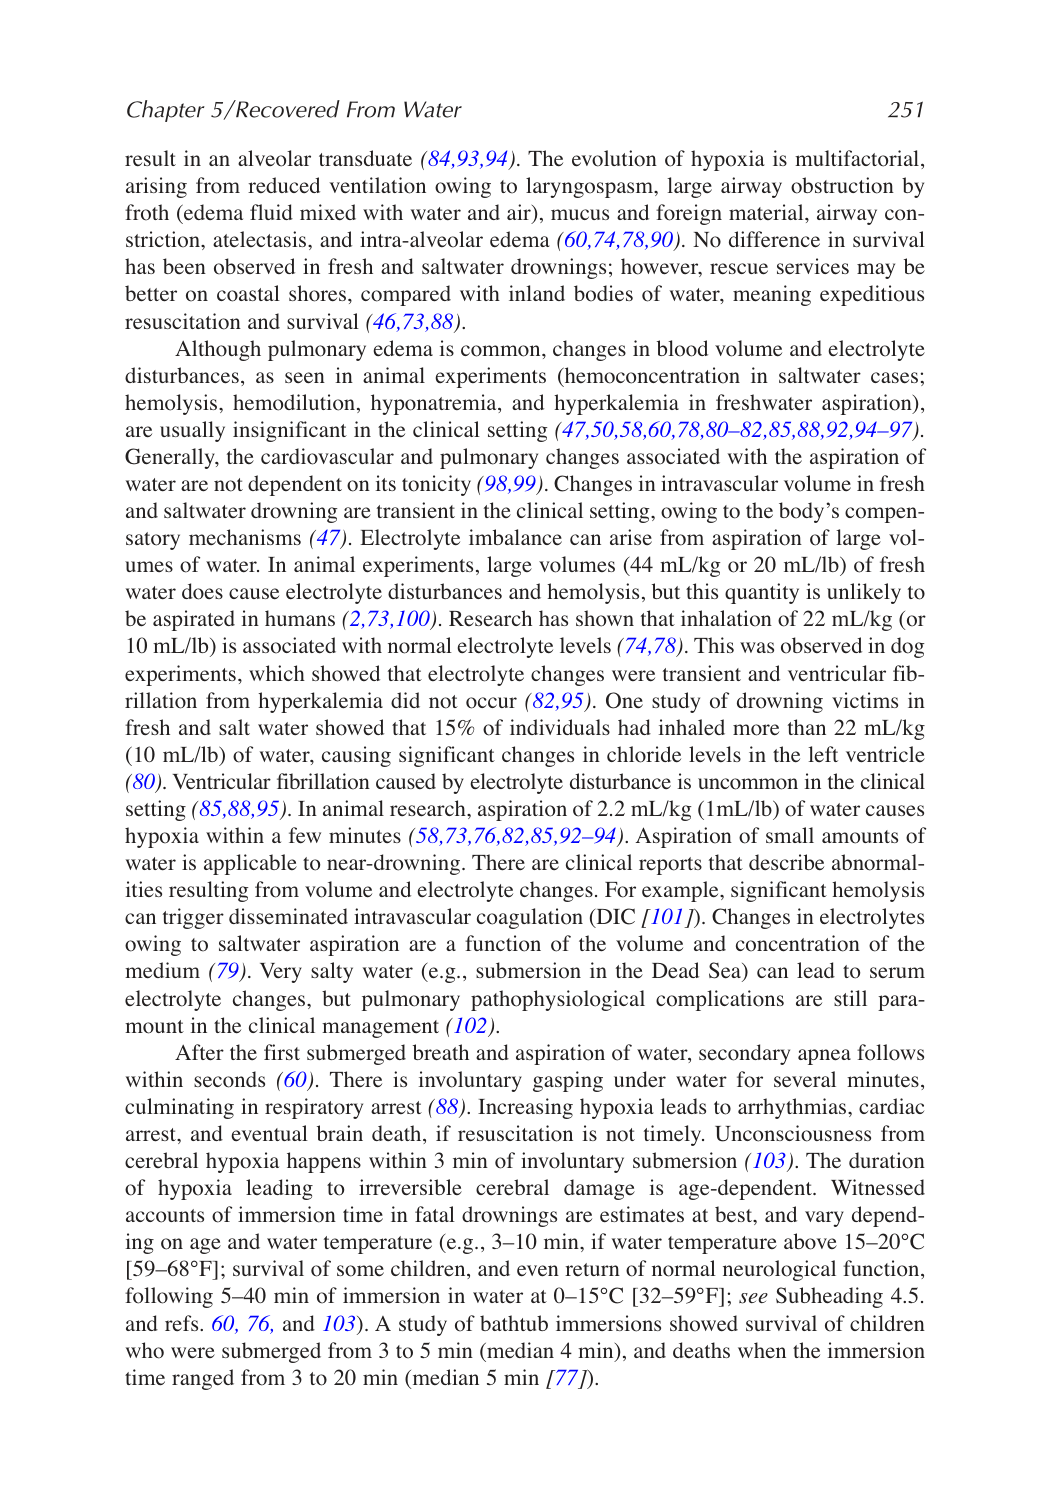 Chapter 5/Recovered From Water 251
result in an alveolar transduate (84,93,94). The evolution of hypoxia is multifactorial,
arising from reduced ventilation owing to laryngospasm, large airway obstruction by
froth (edema fluid mixed with water and air), mucus and foreign material, airway con-
striction, atelectasis, and intra-alveolar edema (60,74,78,90). No difference in survival
has been observed in fresh and saltwater drownings; however, rescue services may be
better on coastal shores, compared with inland bodies of water, meaning expeditious
resuscitation and survival (46,73,88).
Although pulmonary edema is common, changes in blood volume and electrolyte
disturbances, as seen in animal experiments (hemoconcentration in saltwater cases;
hemolysis, hemodilution, hyponatremia, and hyperkalemia in freshwater aspiration),
are usually insignificant in the clinical setting (47,50,58,60,78,80–82,85,88,92,94–97).
Generally, the cardiovascular and pulmonary changes associated with the aspiration of
water are not dependent on its tonicity (98,99). Changes in intravascular volume in fresh
and saltwater drowning are transient in the clinical setting, owing to the body's compen-
satory mechanisms (47). Electrolyte imbalance can arise from aspiration of large vol-
umes of water. In animal experiments, large volumes (44 mL/kg or 20 mL/lb) of fresh
water does cause electrolyte disturbances and hemolysis, but this quantity is unlikely to
be aspirated in humans (2,73,100). Research has shown that inhalation of 22 mL/kg (or
10 mL/lb) is associated with normal electrolyte levels (74,78). This was observed in dog
experiments, which showed that electrolyte changes were transient and ventricular fib-
rillation from hyperkalemia did not occur (82,95). One study of drowning victims in
fresh and salt water showed that 15% of individuals had inhaled more than 22 mL/kg
(10 mL/lb) of water, causing significant changes in chloride levels in the left ventricle
(80). Ventricular fibrillation caused by electrolyte disturbance is uncommon in the clinical
setting (85,88,95). In animal research, aspiration of 2.2 mL/kg (1mL/lb) of water causes
hypoxia within a few minutes (58,73,76,82,85,92–94). Aspiration of small amounts of
water is applicable to near-drowning. There are clinical reports that describe abnormal-
ities resulting from volume and electrolyte changes. For example, significant hemolysis
can trigger disseminated intravascular coagulation (DIC [101]). Changes in electrolytes
owing to saltwater aspiration are a function of the volume and concentration of the
medium (79). Very salty water (e.g., submersion in the Dead Sea) can lead to serum
electrolyte changes, but pulmonary pathophysiological complications are still para-
mount in the clinical management (102).
After the first submerged breath and aspiration of water, secondary apnea follows
within seconds (60). There is involuntary gasping under water for several minutes,
culminating in respiratory arrest (88). Increasing hypoxia leads to arrhythmias, cardiac
arrest, and eventual brain death, if resuscitation is not timely. Unconsciousness from
cerebral hypoxia happens within 3 min of involuntary submersion (103). The duration
of hypoxia leading to irreversible cerebral damage is age-dependent. Witnessed
accounts of immersion time in fatal drownings are estimates at best, and vary depend-
ing on age and water temperature (e.g., 3–10 min, if water temperature above 15–20°C
[59–68°F]; survival of some children, and even return of normal neurological function,
following 5–40 min of immersion in water at 0–15°C [32–59°F]; see Subheading 4.5.
and refs. 60, 76, and 103). A study of bathtub immersions showed survival of children
who were submerged from 3 to 5 min (median 4 min), and deaths when the immersion
time ranged from 3 to 20 min (median 5 min [77]).